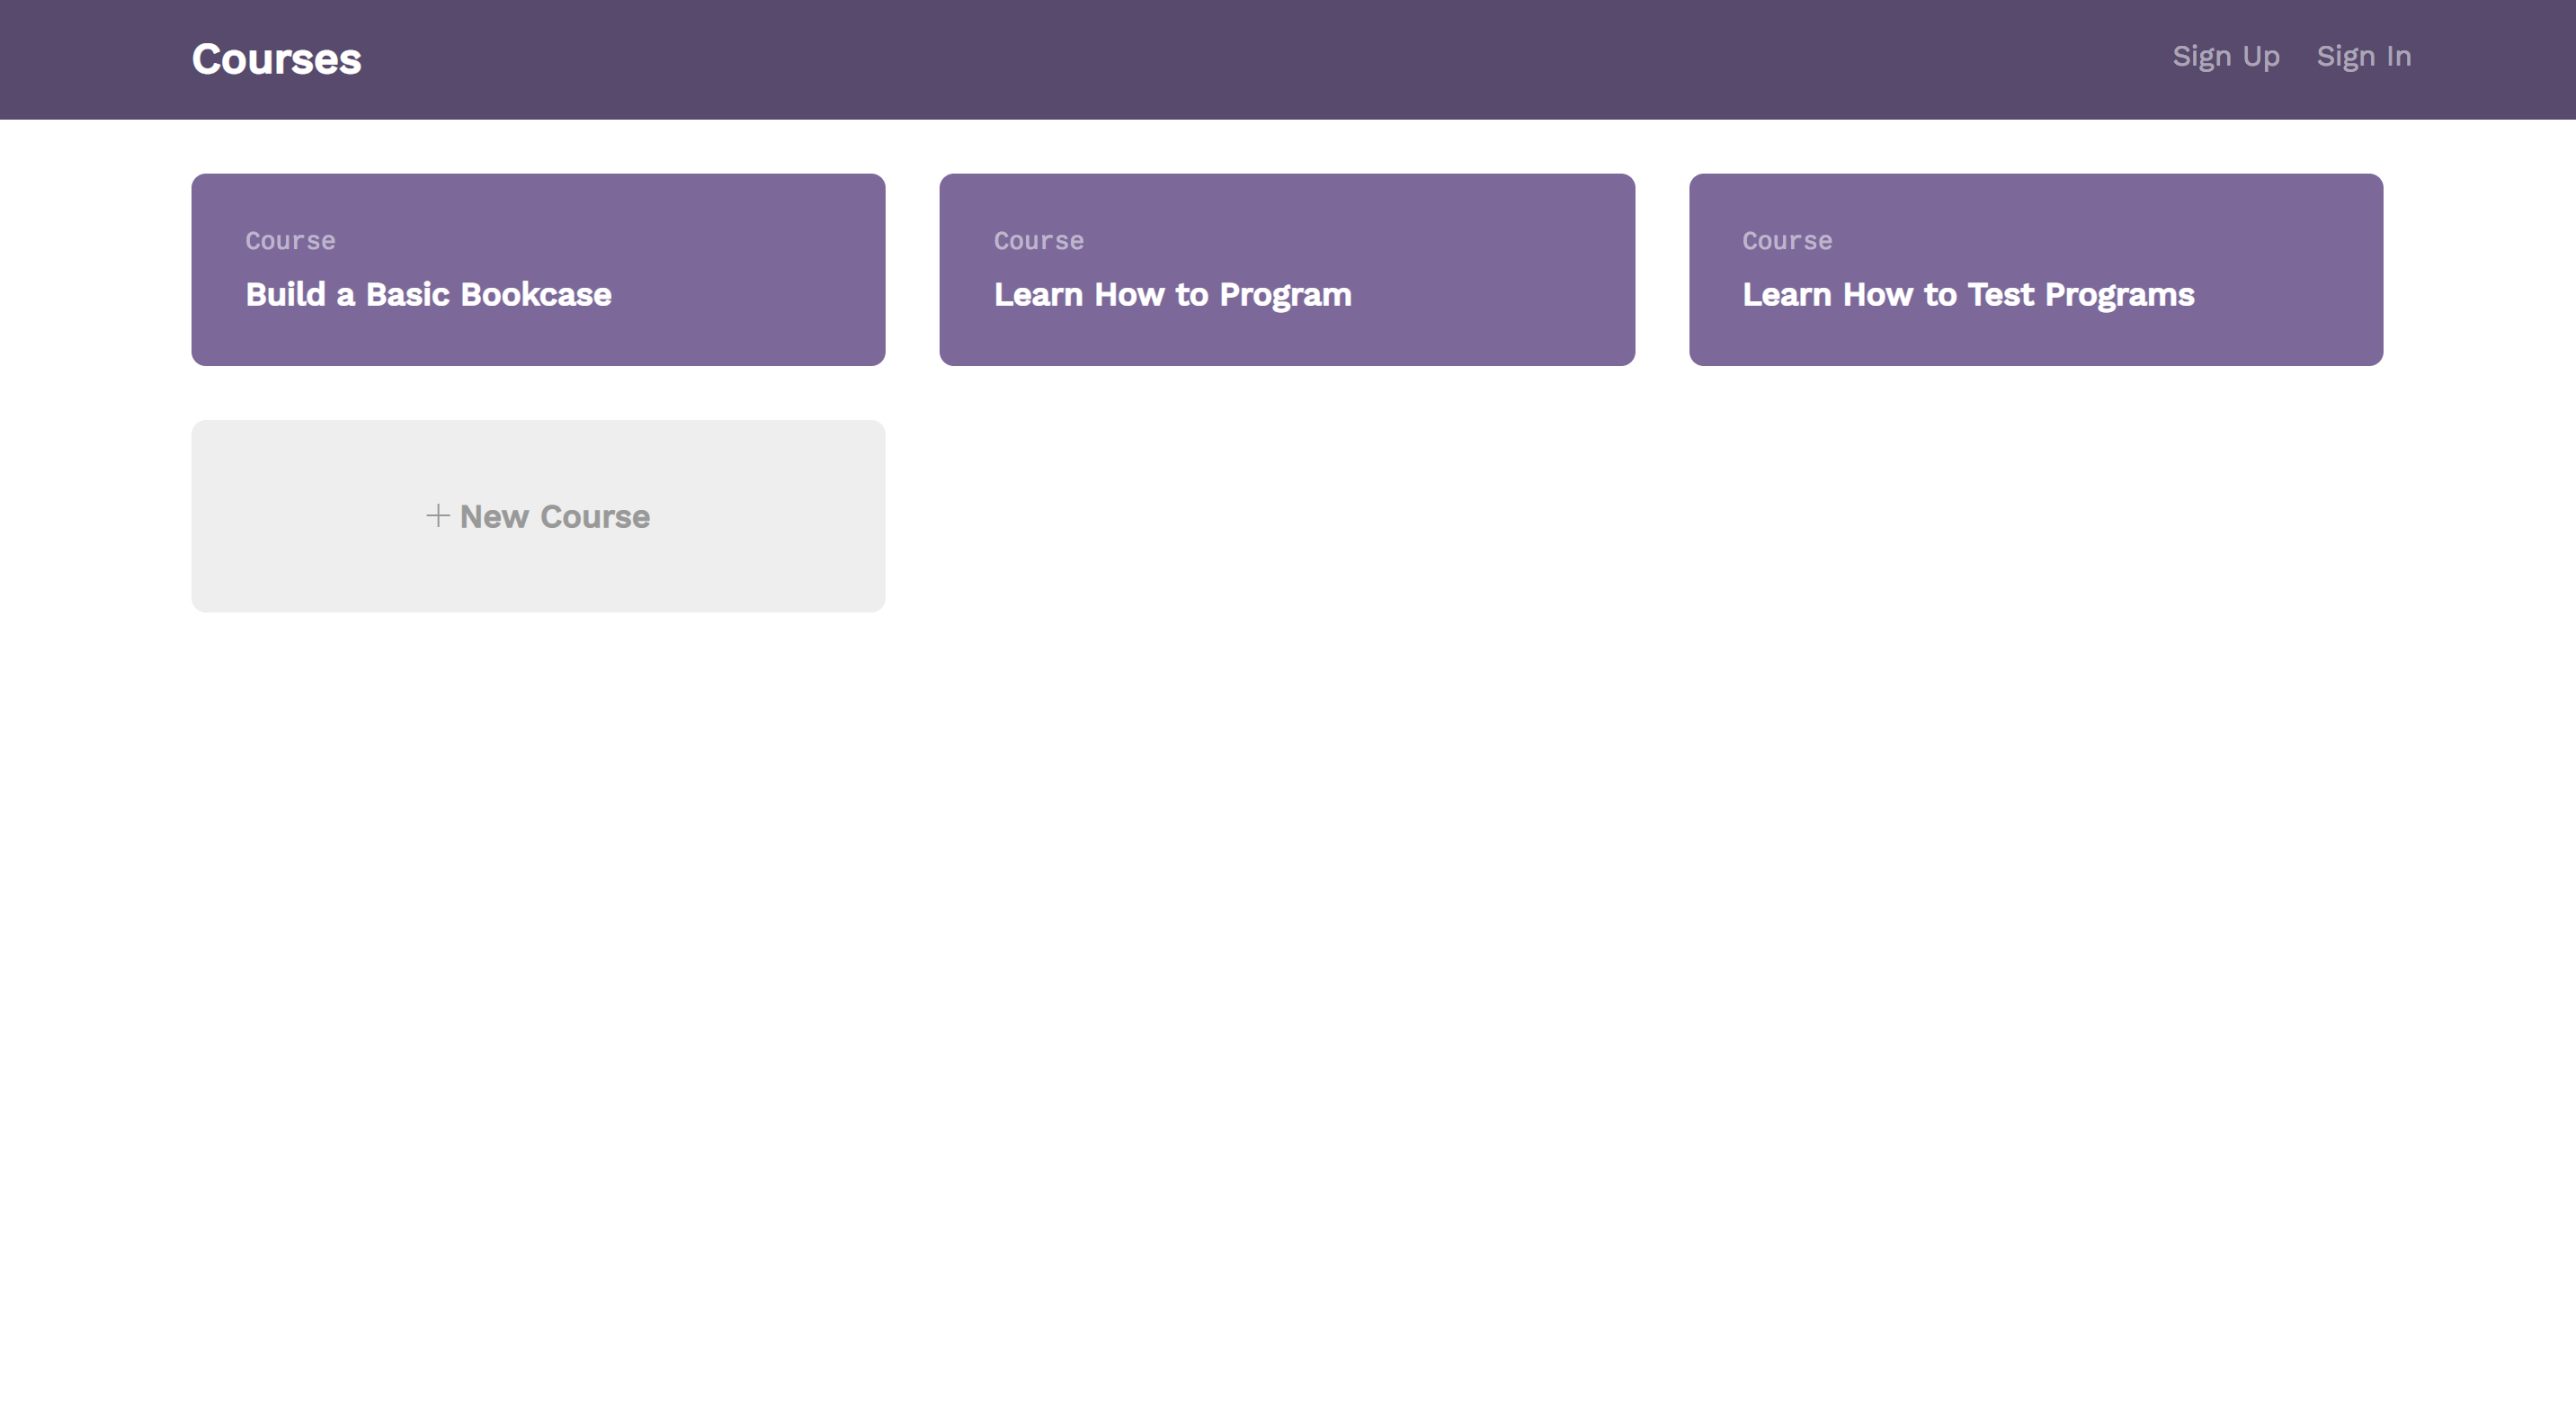 Courses
Sign Up
Sign In
Course
Build a Basic Bookcase
Course
Learn How to Program
Course
Learn How to Test Programs
+ New Course